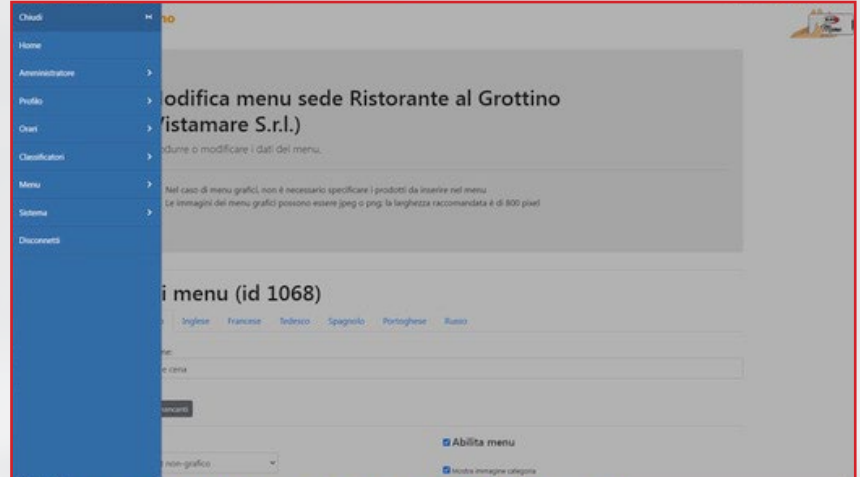 Chiudi
Home
Amministratore
Profilo
Orari
Classificatori
Menu
Sistema
Disconnetti
no
odifica menu sede Ristorante al Grottino
Vistamare S.r.l.)
durre o modificare i dati del menu.
Nel caso di menu grafici, non è necessario specificare i prodotti da inserire nel menu
Le immagini dei menu grafici possono essere jpeg o png; la larghezza raccomandata è di 800 pixel
i menu (id 1068)
Inglese Francese Tedesco Spagnolo Portoghese Russo
me:
e cena
mancanti
Abilita menu
non-grafico
Mostra immagine categoria